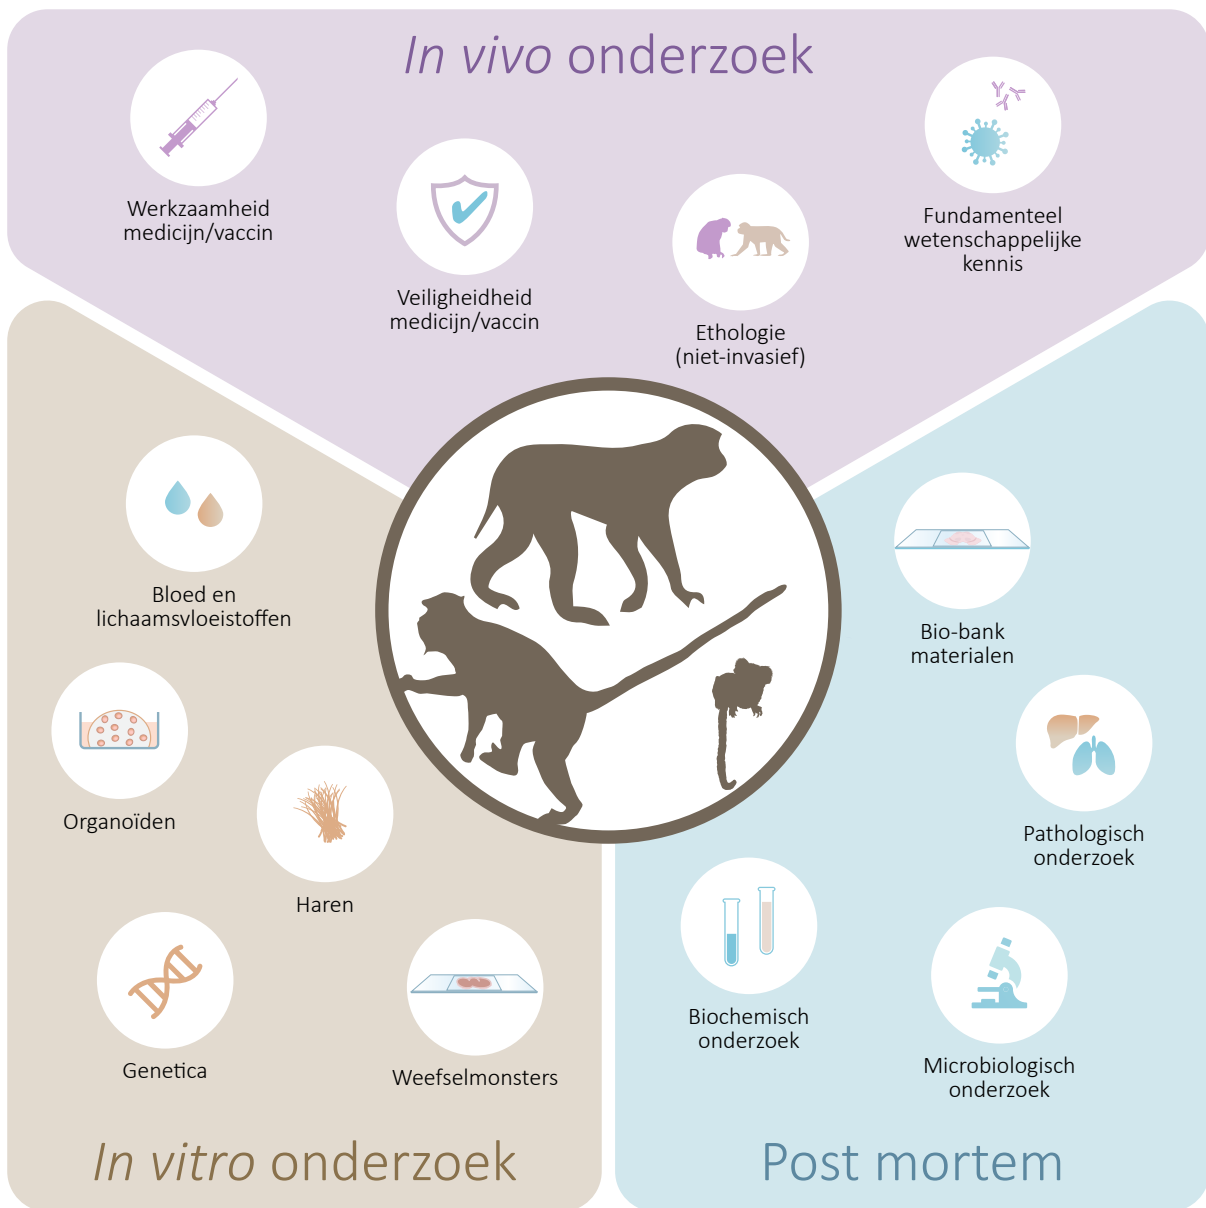 In vivo onderzoek
Werkzaamheid
medicijn/vaccin
Veiligheidheid
medicijn/vaccin
Ethologie
(niet-invasief)
Fundamenteel
wetenschappelijke
kennis
Bloed en
lichaamsvloeistoffen
Organoïden
Haren
Genetica
Weefselmonsters
In vitro onderzoek
Bio-bank
materialen
Pathologisch
onderzoek
Biochemisch
onderzoek
Microbiologisch
onderzoek
Post mortem